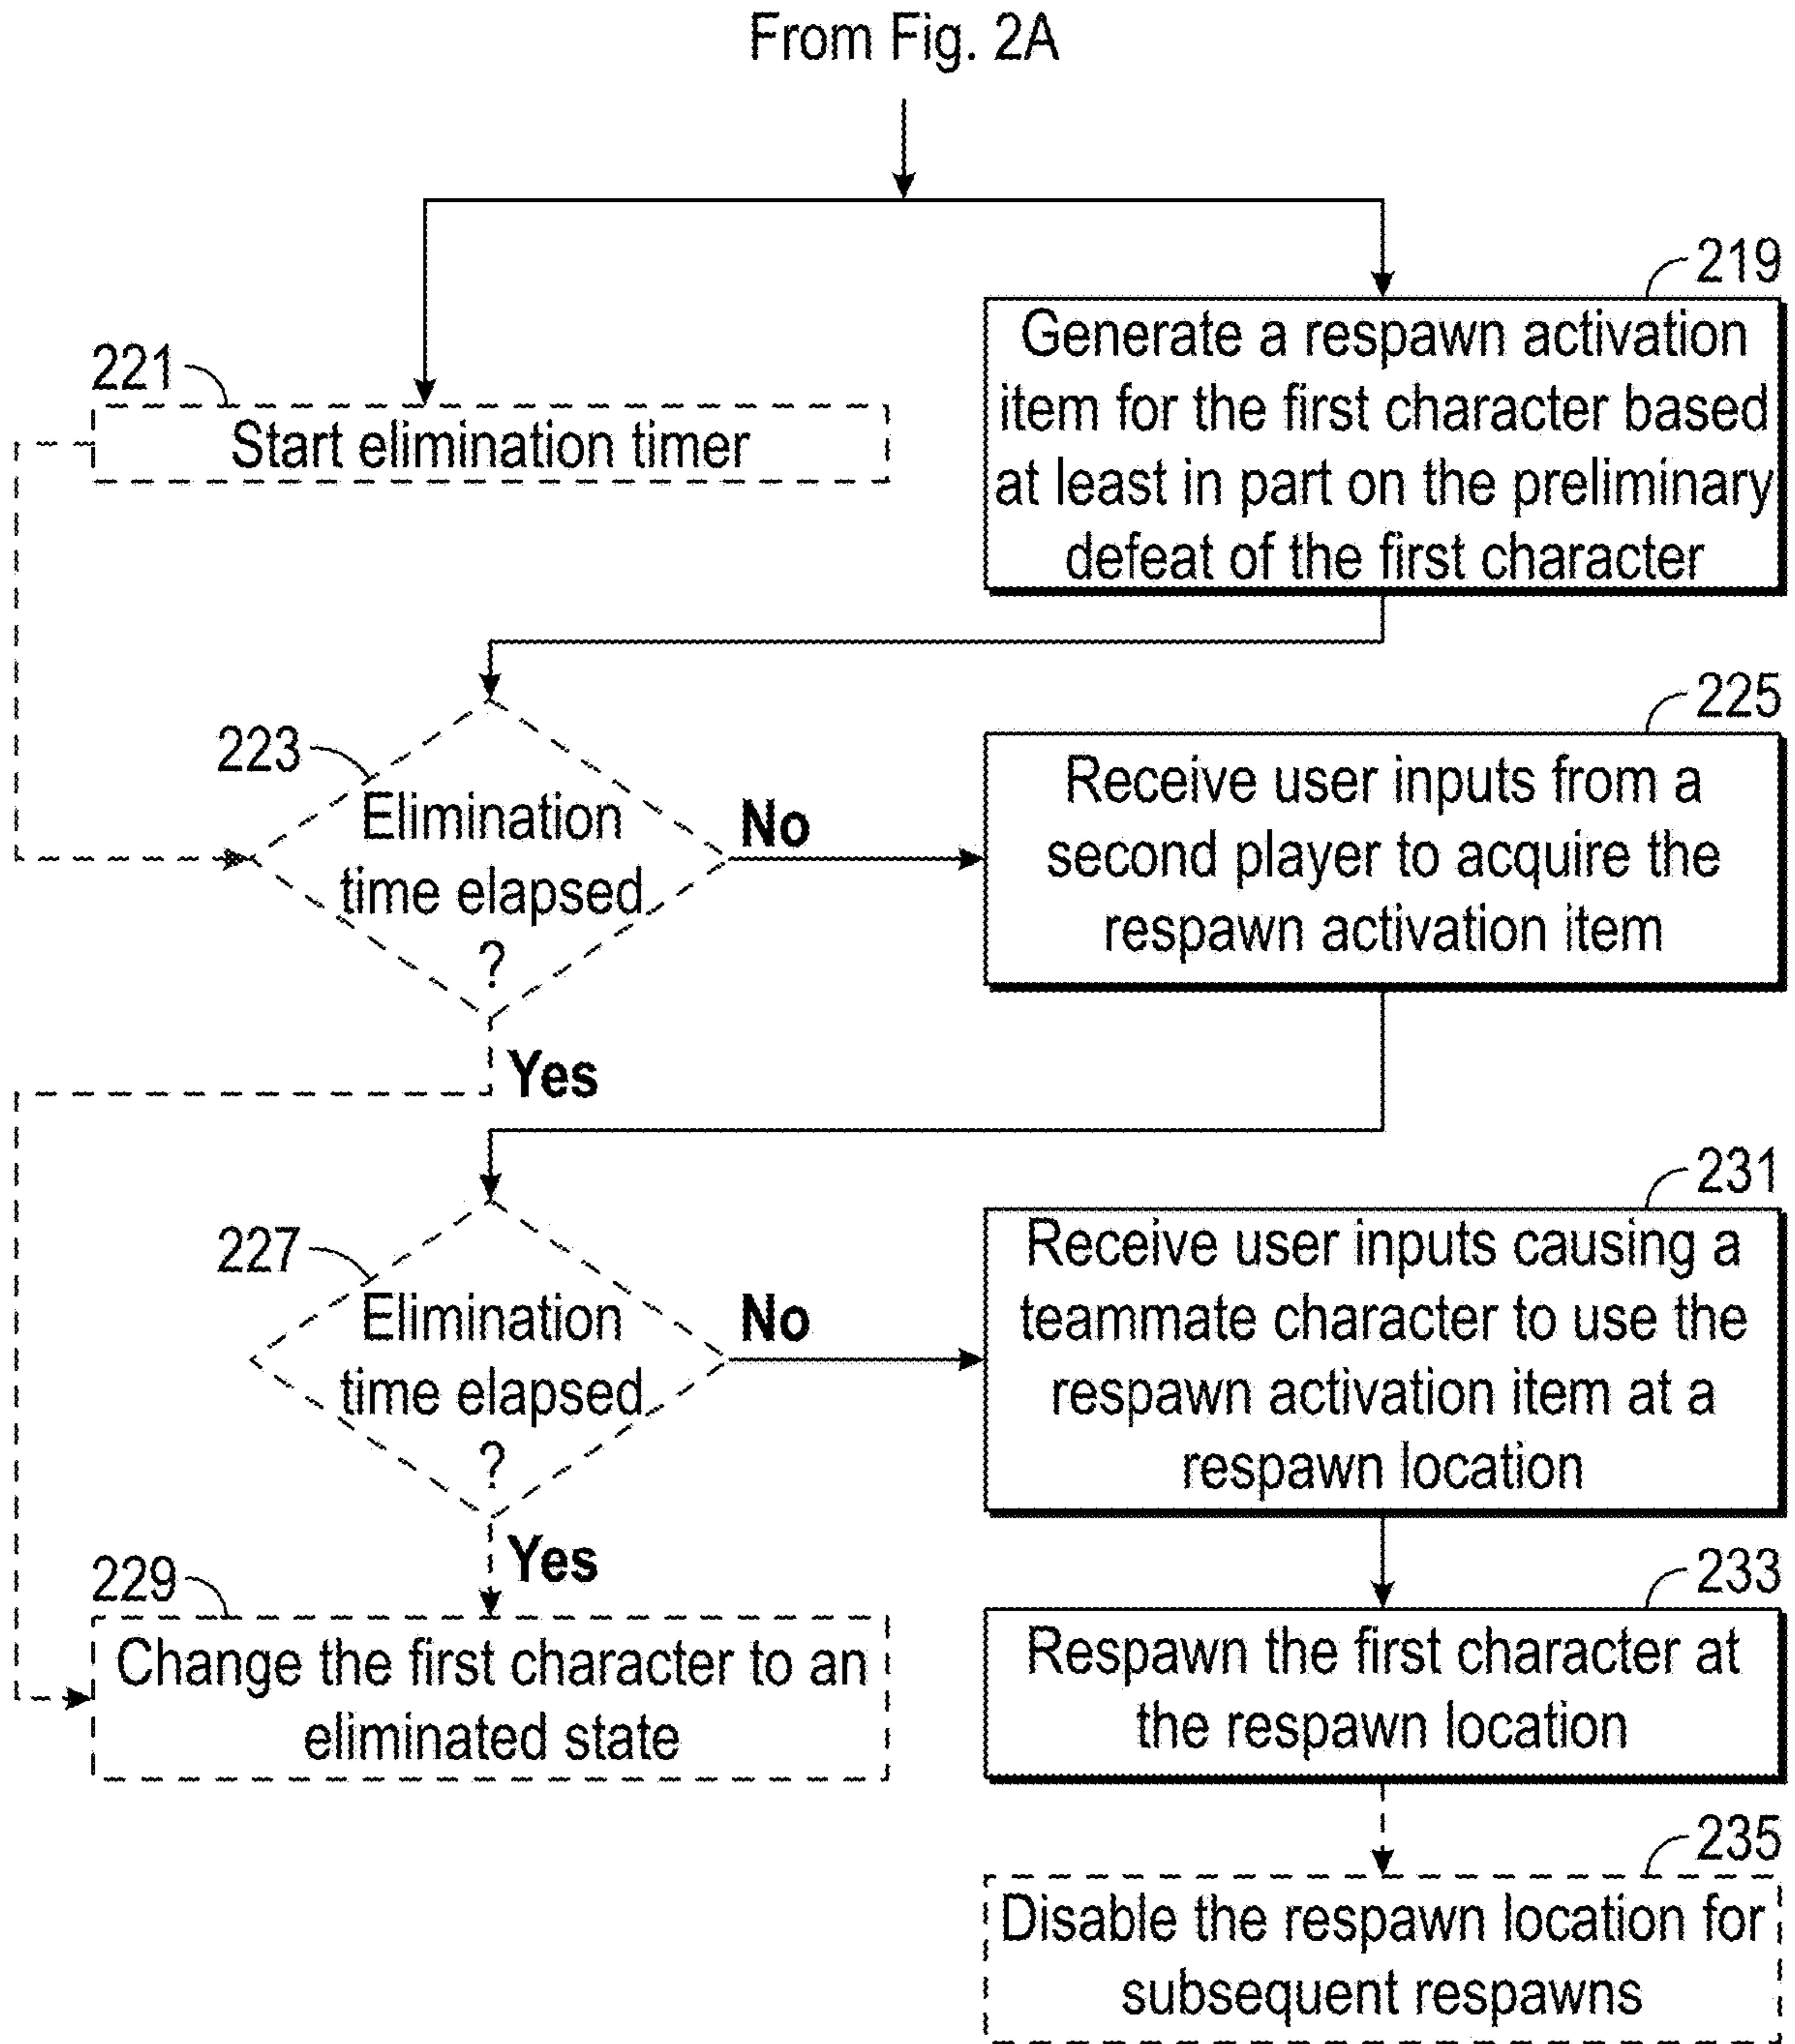 From Fig. 2A
219
Generate a respawn activation
item for the first character based
at least in part on the preliminary
defeat of the first character
221
Start elimination timer
223
Elimination
time elapsed
?
No
Yes
225
Receive user inputs from a
second player to acquire the
respawn activation item
227
Elimination
time elapsed
?
No
Yes
231
Receive user inputs causing a
teammate character to use the
respawn activation item at a
respawn location
229
Change the first character to an
eliminated state
233
Respawn the first character at
the respawn location
235
Disable the respawn location for
subsequent respawns